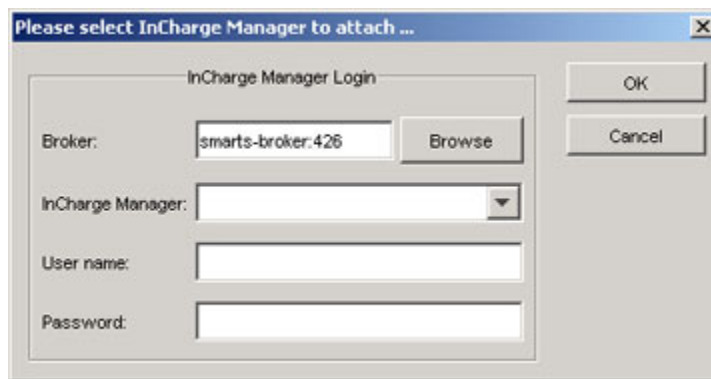 Please select InCharge Manager to attach ...
InCharge Manager Login
OK
Broker:
smarts-broker:426
Browse
Cancel
InCharge Manager:
User name:
Password: